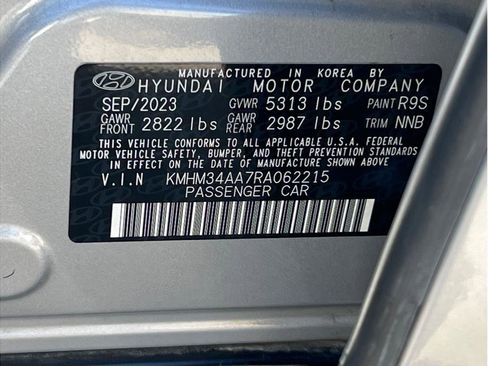 MANUFACTURED IN KOREA BY
HYUNDAI MOTOR COMPANY
SEP/2023 GVWR 5313 lbs PAINT R9S
GAWR FRONT 2822 lbs GAWR REAR 2987 lbs TRIM NNB
THIS VEHICLE CONFORMS TO ALL APPLICABLE U.S.A. FEDERAL
MOTOR VEHICLE SAFETY, BUMPER, AND THEFT PREVENTION STANDARDS
IN EFFECT ON THE DATE OF MANUFACTURE SHOWN ABOVE.
V.I.N KMHM34AA7RA062215
PASSENGER CAR